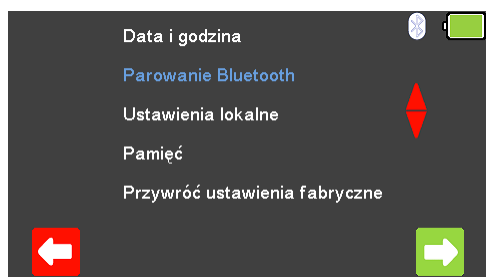 Data i godzina
Parowanie Bluetooth
Ustawienia lokalne
Pamięć
Przywróć ustawienia fabryczne